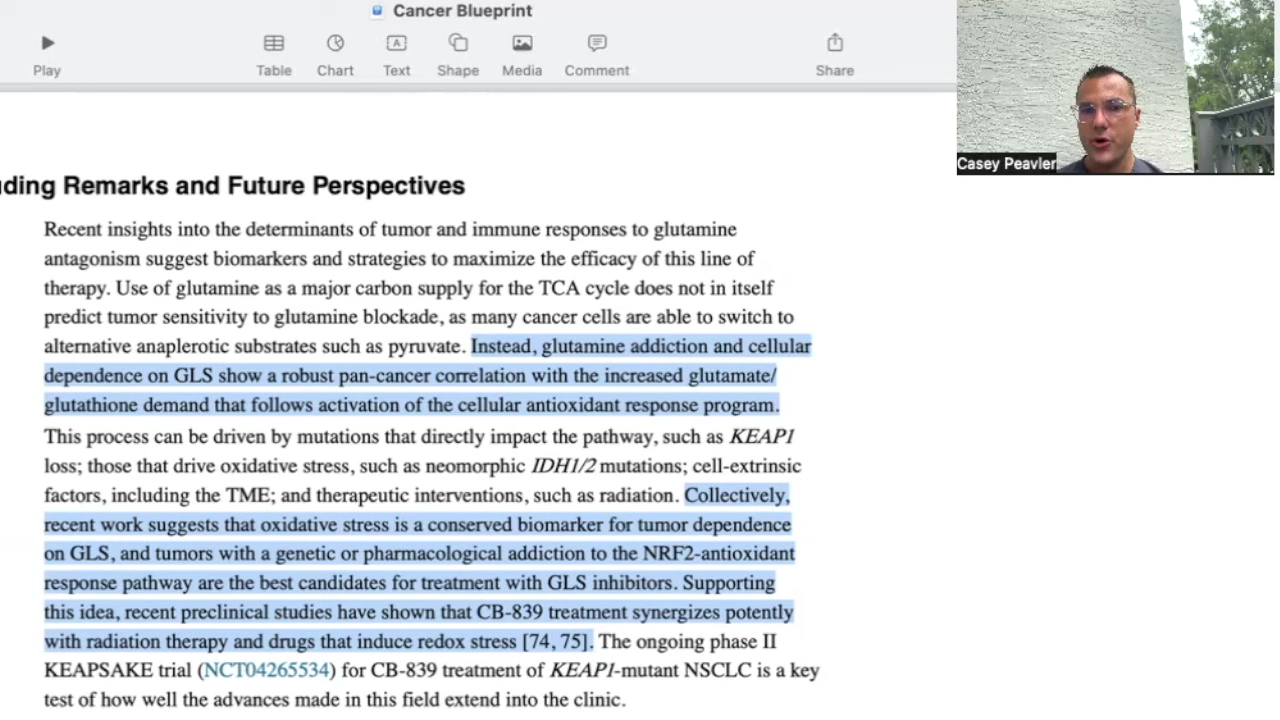 Cancer Blueprint
Play
Table
Chart
Text
Shape
Media
Comment
Share
Casey Peavler
uding Remarks and Future Perspectives
Recent insights into the determinants of tumor and immune responses to glutamine
antagonism suggest biomarkers and strategies to maximize the efficacy of this line of
therapy. Use of glutamine as a major carbon supply for the TCA cycle does not in itself
predict tumor sensitivity to glutamine blockade, as many cancer cells are able to switch to
alternative anaplerotic substrates such as pyruvate. Instead, glutamine addiction and cellular
dependence on GLS show a robust pan-cancer correlation with the increased glutamate/
glutathione demand that follows activation of the cellular antioxidant response program.
This process can be driven by mutations that directly impact the pathway, such as KEAP1
loss; those that drive oxidative stress, such as neomorphic IDH1/2 mutations; cell-extrinsic
factors, including the TME; and therapeutic interventions, such as radiation. Collectively,
recent work suggests that oxidative stress is a conserved biomarker for tumor dependence
on GLS, and tumors with a genetic or pharmacological addiction to the NRF2-antioxidant
response pathway are the best candidates for treatment with GLS inhibitors. Supporting
this idea, recent preclinical studies have shown that CB-839 treatment synergizes potently
with radiation therapy and drugs that induce redox stress [74, 75]. The ongoing phase II
KEAPSAKE trial (NCT04265534) for CB-839 treatment of KEAP1-mutant NSCLC is a key
test of how well the advances made in this field extend into the clinic.